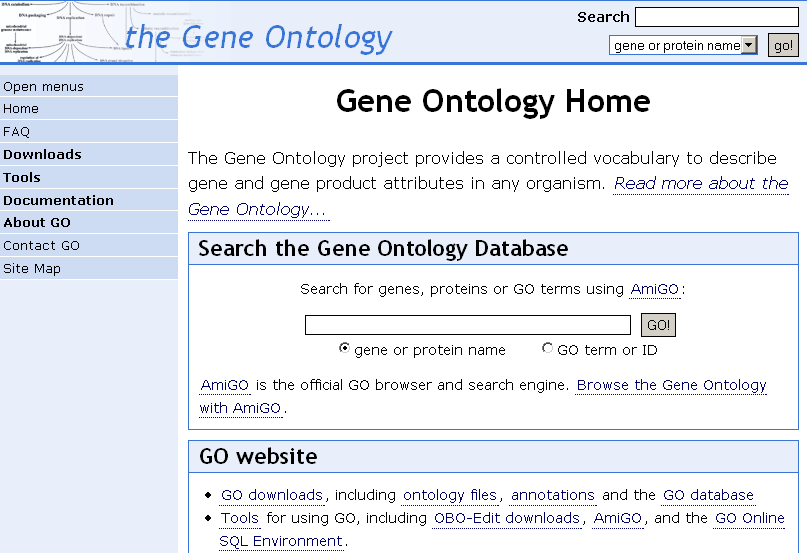 the Gene Ontology
Search
gene or protein name
go!
Open menus
Home
FAQ
Downloads
Tools
Documentation
About GO
Contact GO
Site Map
Gene Ontology Home
The Gene Ontology project provides a controlled vocabulary to describe
gene and gene product attributes in any organism. Read more about the
Gene Ontology...
Search the Gene Ontology Database
Search for genes, proteins or GO terms using AmiGO:
GO!
gene or protein name GO term or ID
AmiGO is the official GO browser and search engine. Browse the Gene Ontology
with AmiGO.
GO website
• GO downloads, including ontology files, annotations and the GO database
• Tools for using GO, including OBO-Edit downloads, AmiGO, and the GO Online
SQL Environment.